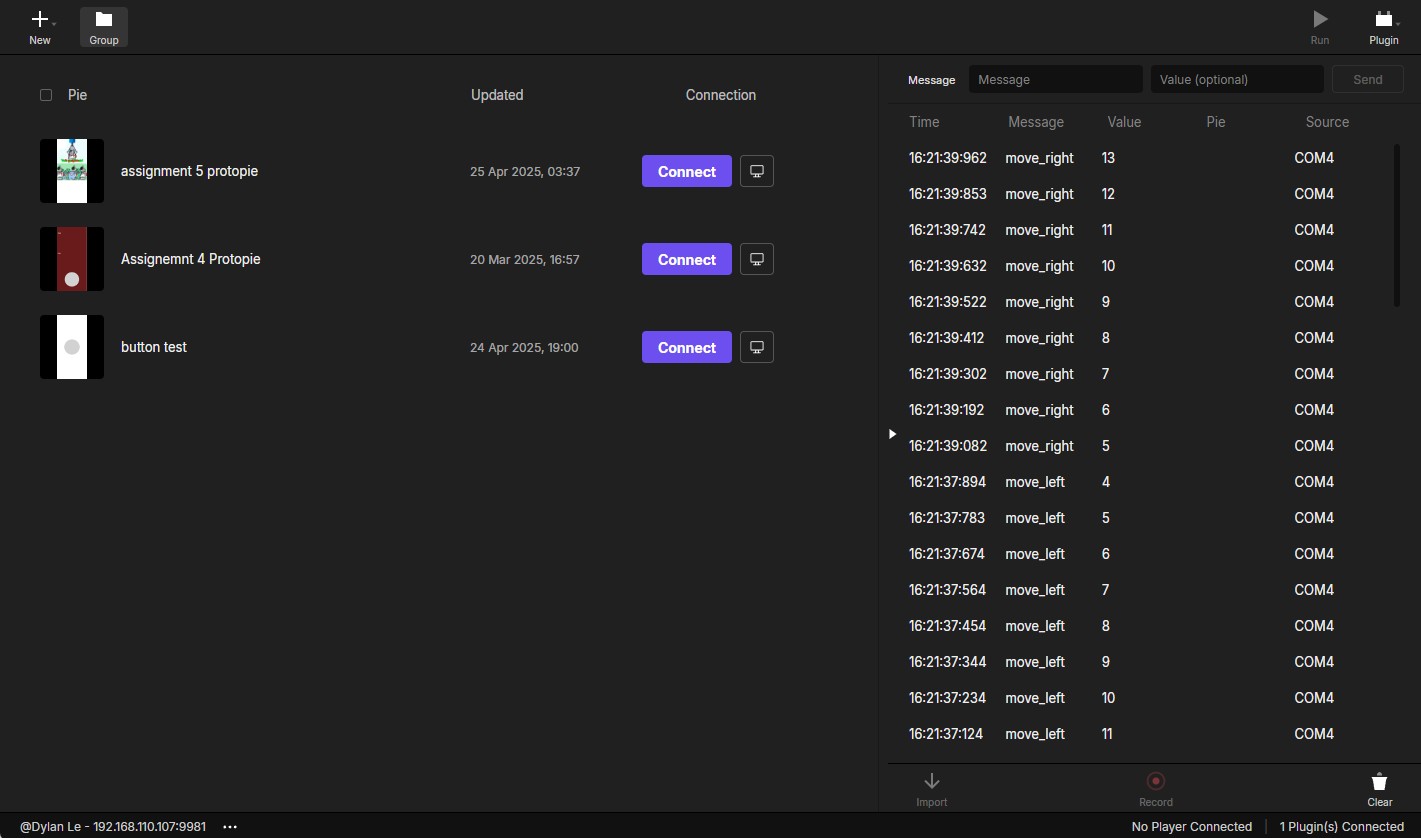 New
Group
Run
Plugin
Pie
Updated
Connection
assignment 5 protopie
25 Apr 2025, 03:37
Connect
Assignemnt 4 Protopie
20 Mar 2025, 16:57
Connect
button test
24 Apr 2025, 19:00
Connect
Message
Message
Value (optional)
Send
Time Message Value Pie Source
16:21:39:962 move_right 13 COM4
16:21:39:853 move_right 12 COM4
16:21:39:742 move_right 11 COM4
16:21:39:632 move_right 10 COM4
16:21:39:522 move_right 9 COM4
16:21:39:412 move_right 8 COM4
16:21:39:302 move_right 7 COM4
16:21:39:192 move_right 6 COM4
16:21:39:082 move_right 5 COM4
16:21:37:894 move_left 4 COM4
16:21:37:783 move_left 5 COM4
16:21:37:674 move_left 6 COM4
16:21:37:564 move_left 7 COM4
16:21:37:454 move_left 8 COM4
16:21:37:344 move_left 9 COM4
16:21:37:234 move_left 10 COM4
16:21:37:124 move_left 11 COM4
Import
Record
Clear
@Dylan Le - 192.168.110.107:9981 ...
No Player Connected
1 Plugin(s) Connected